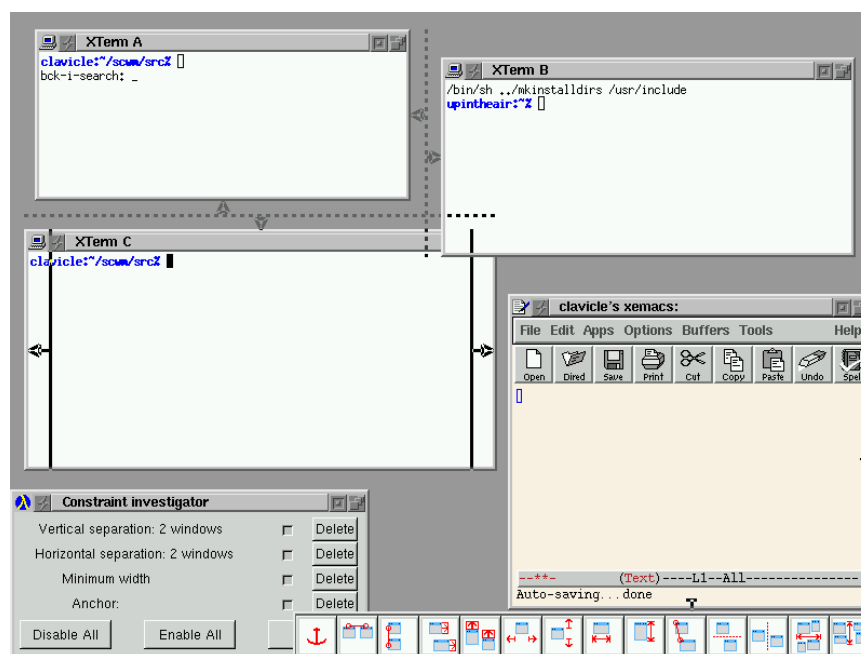 XTerm A
clavicle:~/scwm/src%
bck-i-search: _
XTerm B
/bin/sh ../mkinstalldirs /usr/include
upintheair:~%
XTerm C
clavicle:~/scwm/src%
clavicle's xemacs:
File Edit Apps Options Buffers Tools Help
Open Dired Save Print Cut Copy Paste Undo Spel
--**- (Text)----L1--All--------------
Auto-saving...done
Constraint investigator
Vertical separation: 2 windows Delete
Horizontal separation: 2 windows Delete
Minimum width Delete
Anchor: Delete
Disable All Enable All